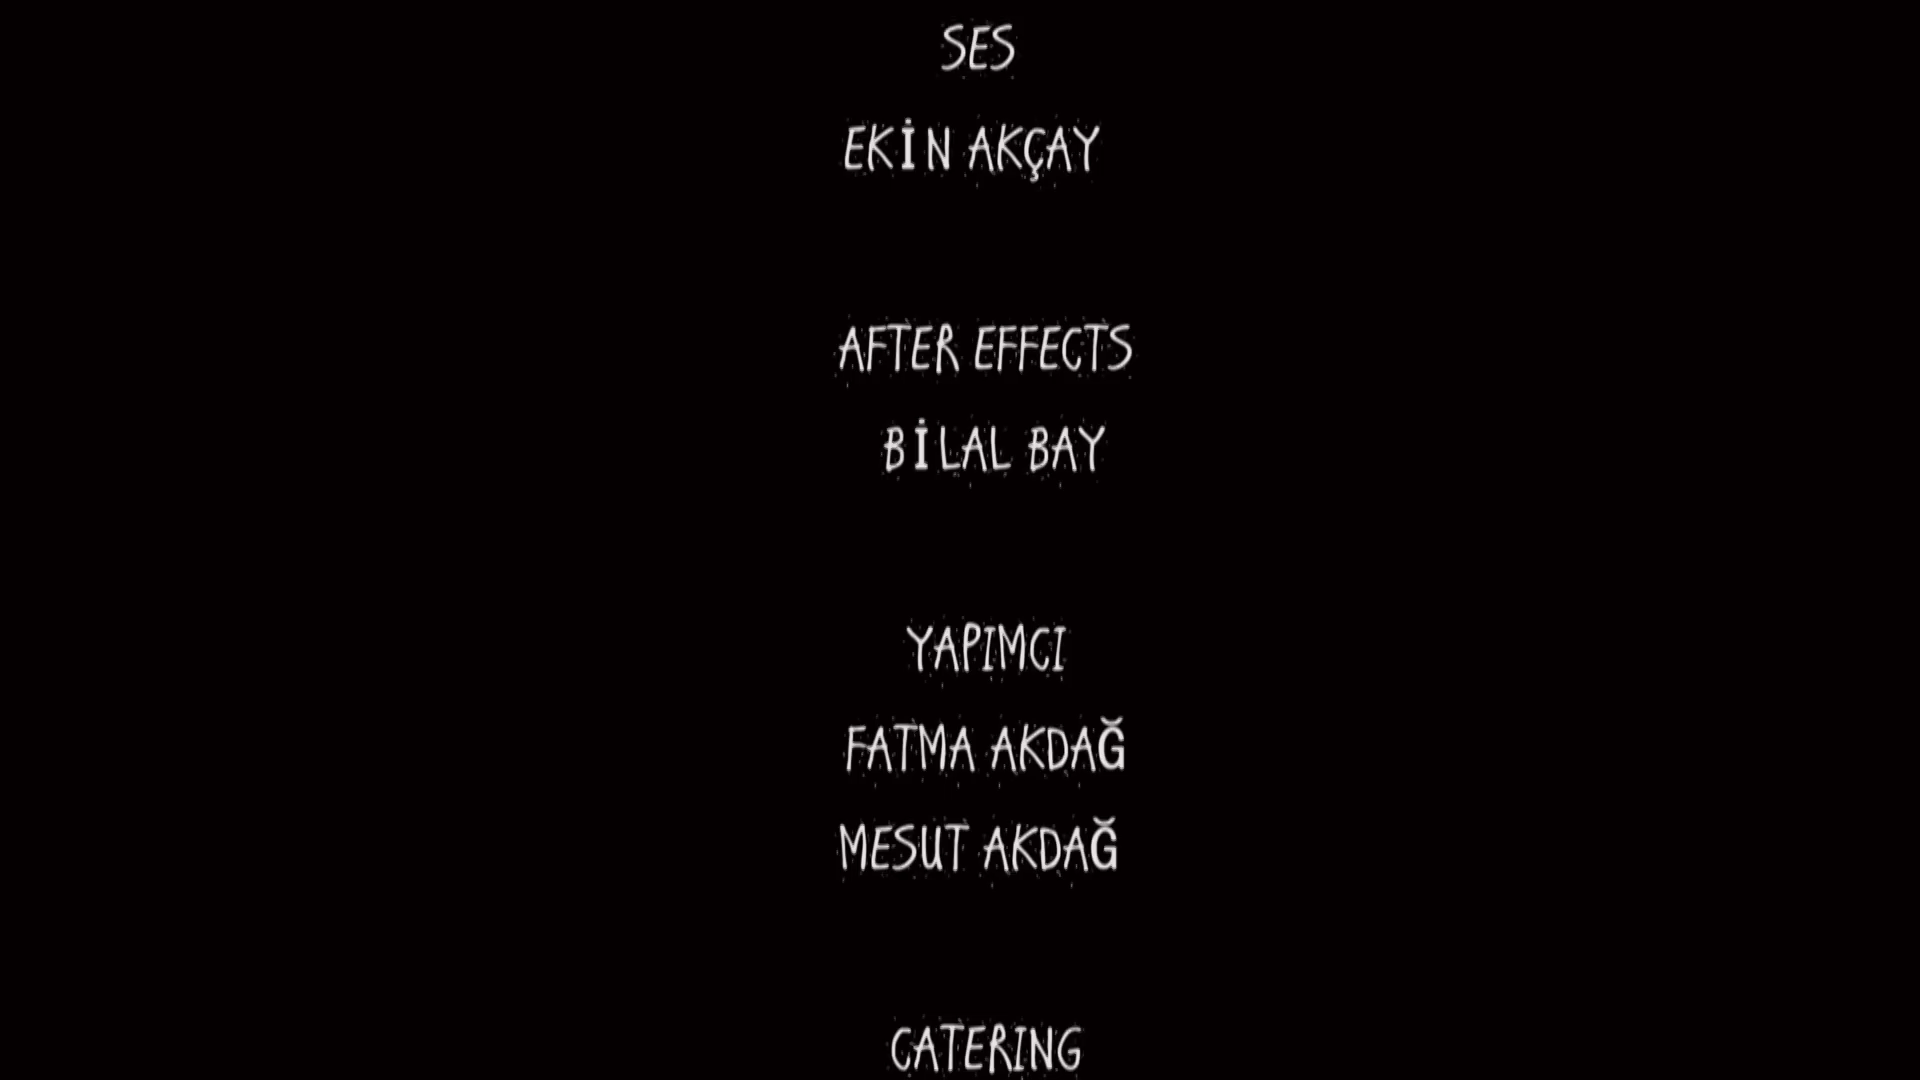 SES
EKİN AKÇAY
AFTER EFFECTS
BİLAL BAY
YAPIMCI
FATMA AKDAĞ
MESUT AKDAĞ
CATERING